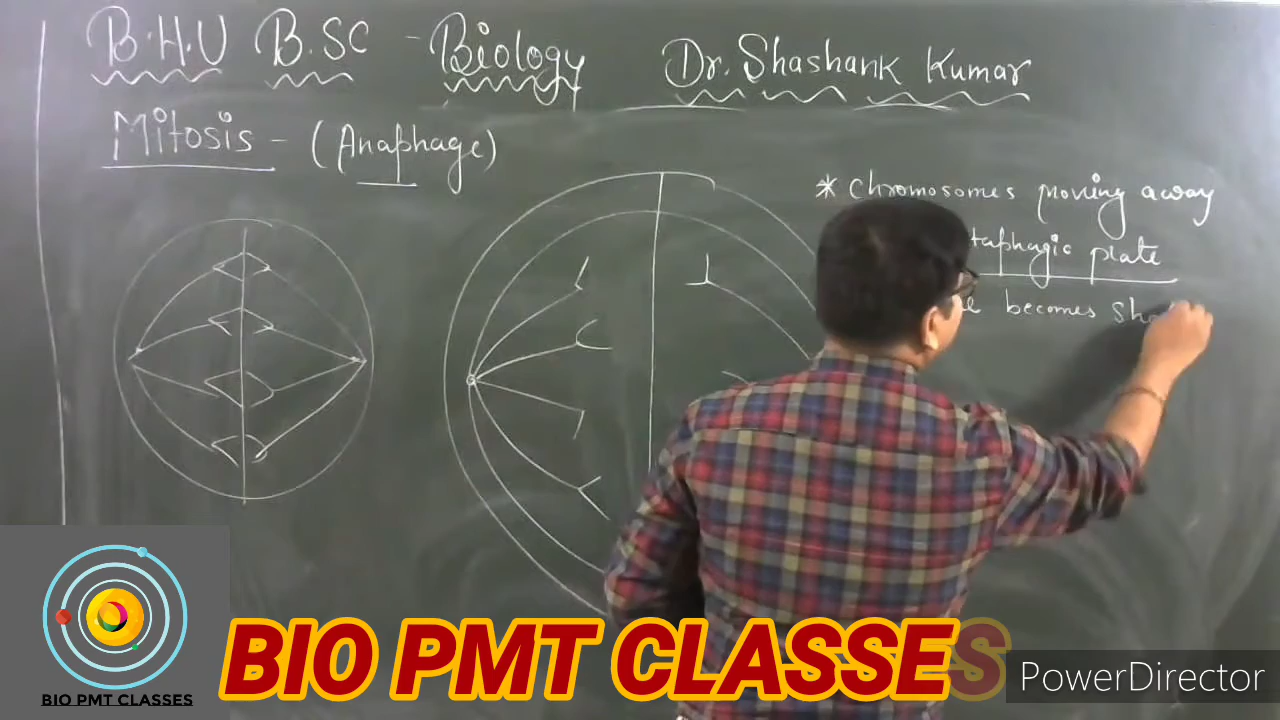 B.H.U B.SC - Biology Dr. Shashank Kumar
Mitosis - (Anaphage)
* Chromosomes moving away
taphagic plate
becomes
BIO PMT CLASSES
BIO PMT CLASSES
PowerDirector